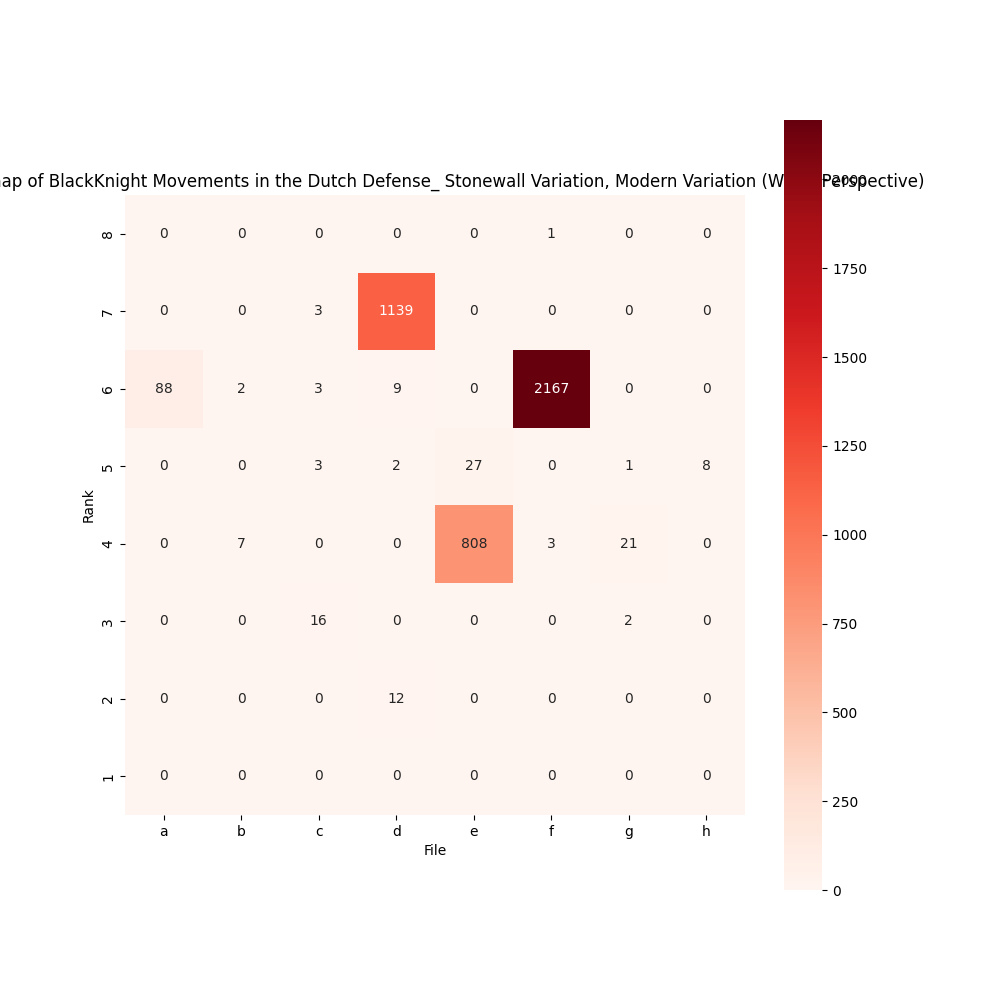 of BlackKnight Movements in the Dutch Defense_ Stonewall Variation, Modern Variation
8 0 0 0 0 0 1 0 0
7 0 0 3 1139 0 0 0 0
6 88 2 3 9 0 2167 0 0
5 0 0 3 2 27 0 1 8
4 0 7 0 0 808 3 21 0
3 0 0 16 0 0 0 2 0
2 0 0 0 12 0 0 0 0
1 0 0 0 0 0 0 0 0
a b c d e f g h
File
Rank
2000
1750
1500
1250
1000
750
500
250
0